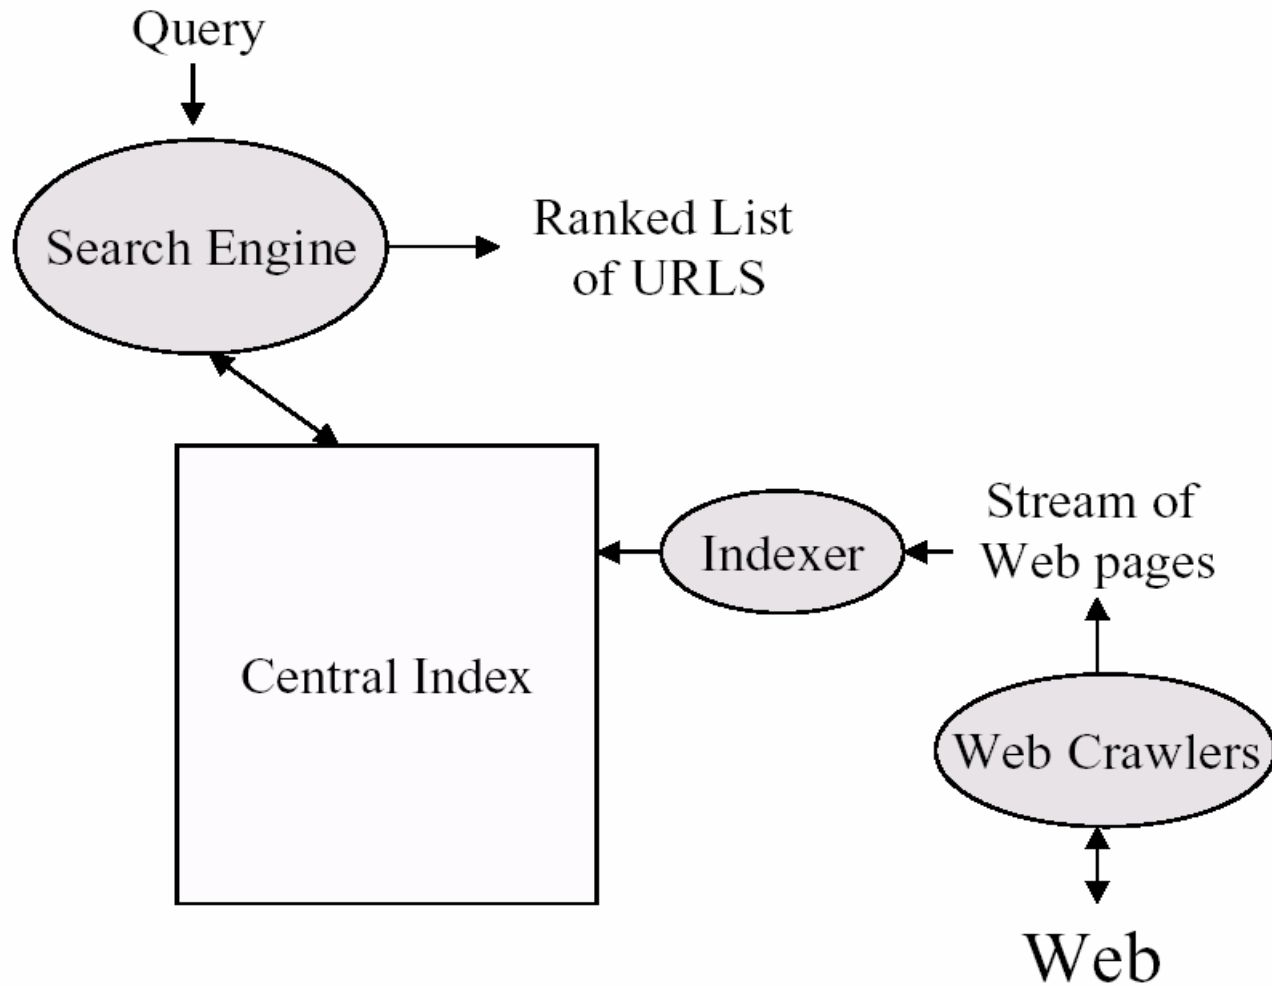 Query
Search Engine
Ranked List
of URLS
Central Index
Indexer
Stream of
Web pages
Web Crawlers
Web